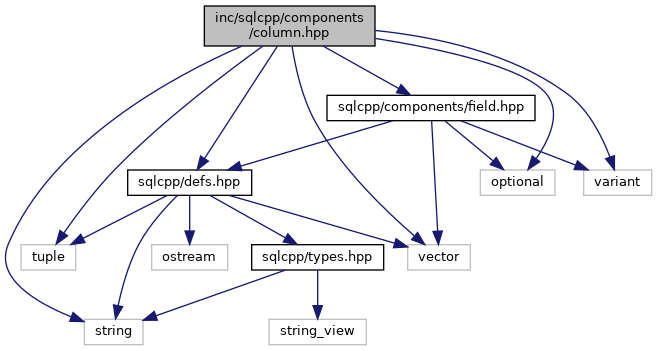 inc/sqlcpp/components
/column.hpp
sqlcpp/components/field.hpp
sqlcpp/defs.hpp
optional
variant
tuple
ostream
sqlcpp/types.hpp
vector
string
string_view